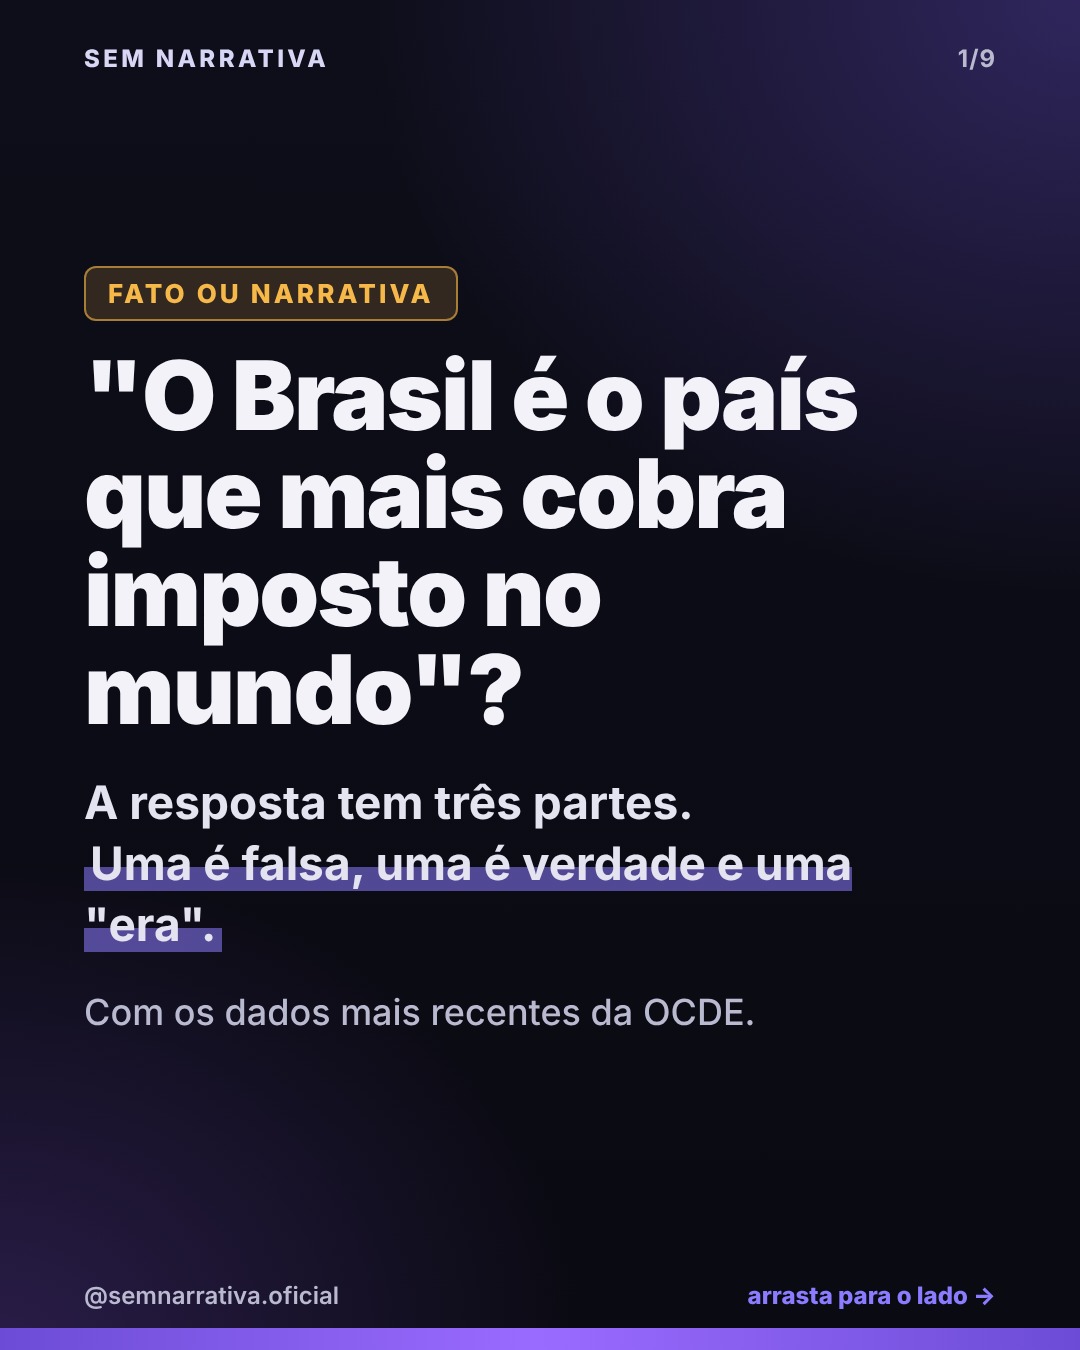 SEM NARRATIVA
1/9
FATO OU NARRATIVA
"O Brasil é o país
que mais cobra
imposto no
mundo"?
A resposta tem três partes.
Uma é falsa, uma é verdade e uma
"era".
Com os dados mais recentes da OCDE.
@semnarrativa.oficial
arrasta para o lado →